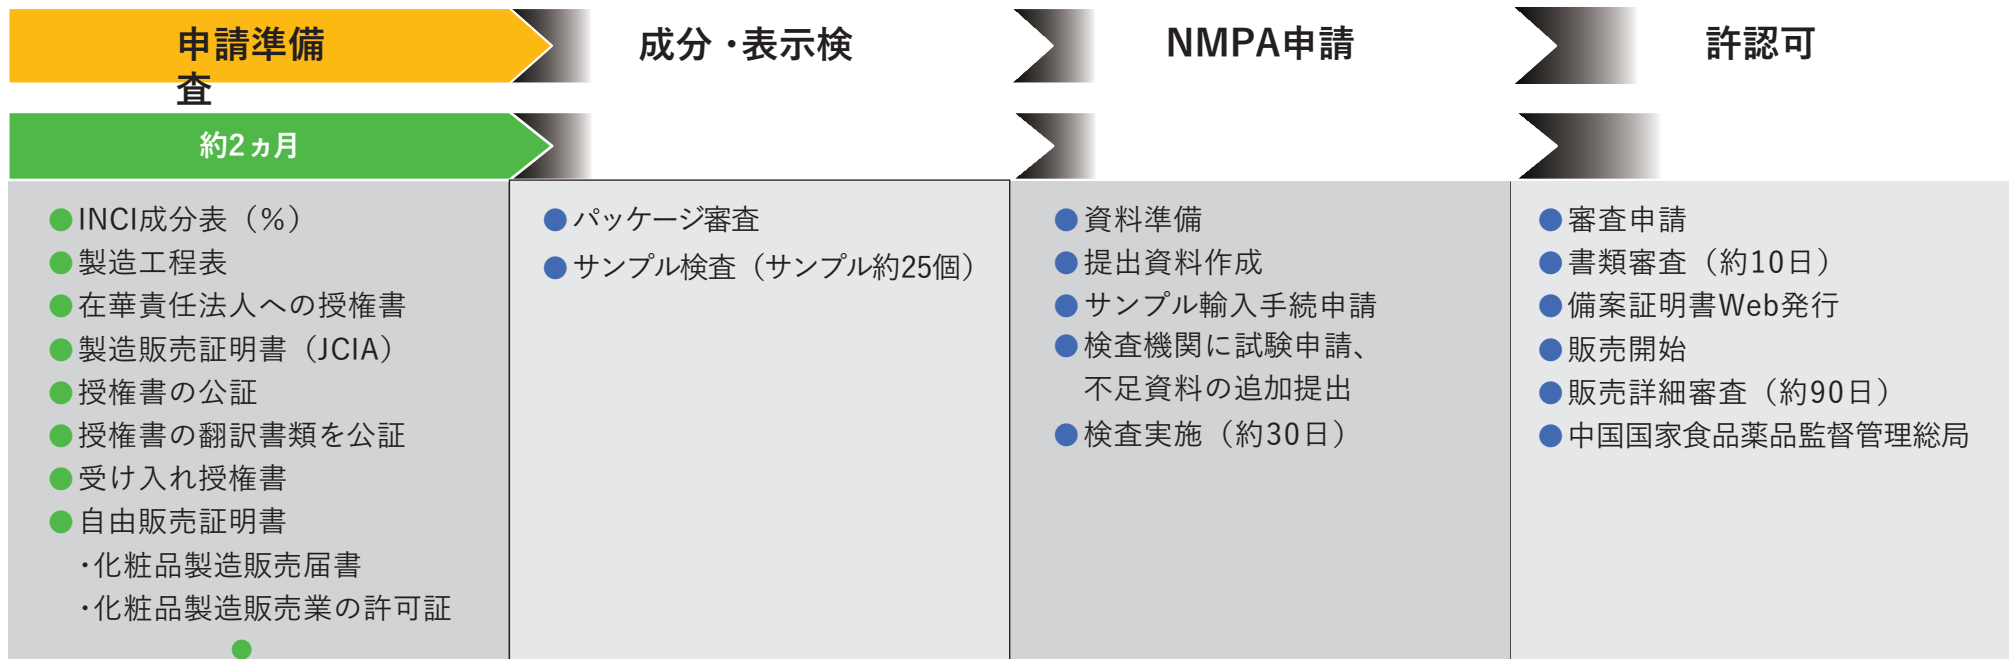 申請準備
査
成分・表示検
NMPA申請
許認可
約2ヵ月
●INCI成分表（%）
●製造工程表
●在華責任法人への授権書
●製造販売証明書（JCIA）
●授権書の公証
●授権書の翻訳書類を公証
●受け入れ授権書
●自由販売証明書
・化粧品製造販売届書
・化粧品製造販売業の許可証
●
●パッケージ審査
●サンプル検査（サンプル約25個）
●資料準備
●提出資料作成
●サンプル輸入手続申請
●検査機関に試験申請、
不足資料の追加提出
●検査実施（約30日）
●審査申請
●書類審査（約10日）
●備案証明書Web発行
●販売開始
●販売詳細審査（約90日）
●中国国家食品薬品監督管理総局